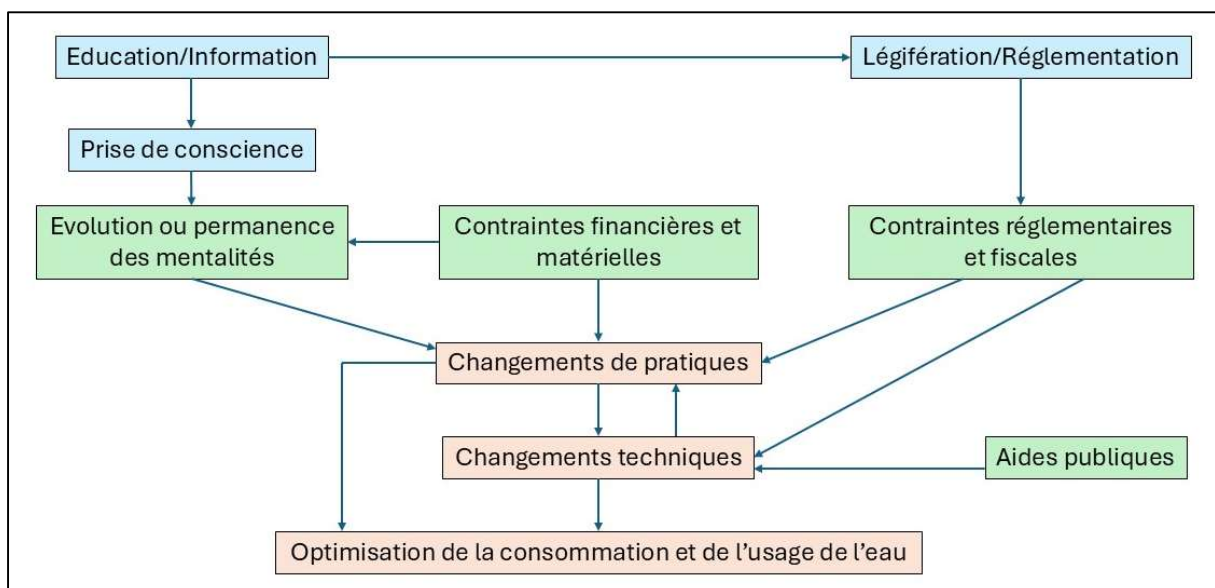 Education/Information
Légifération/Réglementation
Prise de conscience
Evolution ou permanence
des mentalités
Contraintes financières et
matérielles
Contraintes réglementaires
et fiscales
Changements de pratiques
Changements techniques
Aides publiques
Optimisation de la consommation et de l’usage de l’eau